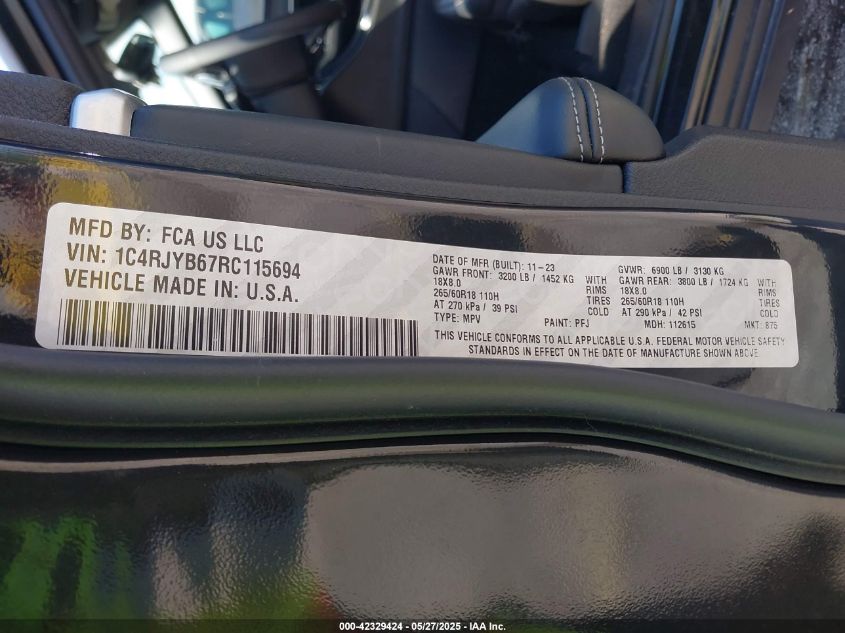 MFD BY: FCA US LLC
VIN: 1C4RJYB67RC115694
VEHICLE MADE IN: U.S.A.
DATE OF MFR (BUILT): 11-23 GVWR: 6900 LB / 3130 KG
GAWR FRONT: 3200 LB / 1452 KG WITH GAWR REAR: 3800 LB / 1724 KG WITH
18X8.0 RIMS 18X8.0 RIMS
265/60R18 110H TIRES 265/60R18 110H TIRES
AT 270 kPa / 39 PSI COLD AT 290 kPa / 42 PSI COLD
TYPE: MPV PAINT: PFJ MDH: 112615 MKT: 875
THIS VEHICLE CONFORMS TO ALL APPLICABLE U.S.A. FEDERAL MOTOR VEHICLE SAFETY
STANDARDS IN EFFECT ON THE DATE OF MANUFACTURE SHOWN ABOVE.
000-42329424 | 05/27/2025 - IAA Inc.